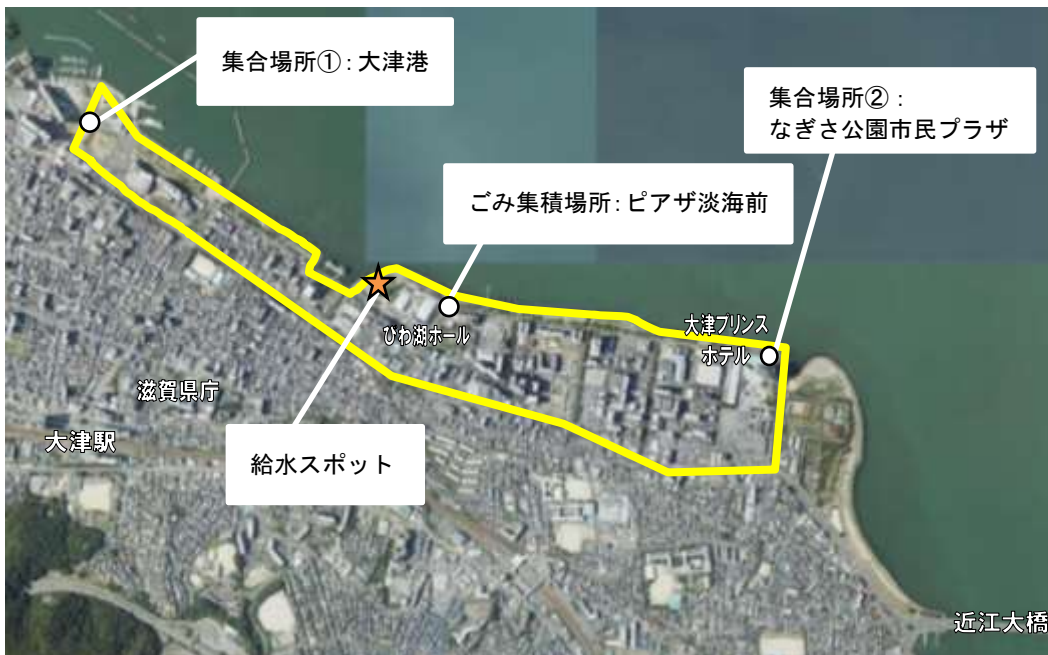 集合場所①：大津港
集合場所②：
なぎさ公園市民プラザ
ごみ集積場所：ピアザ淡海前
びわ湖ホール
大津プリンス
ホテル
滋賀県庁
大津駅
給水スポット
近江大橋